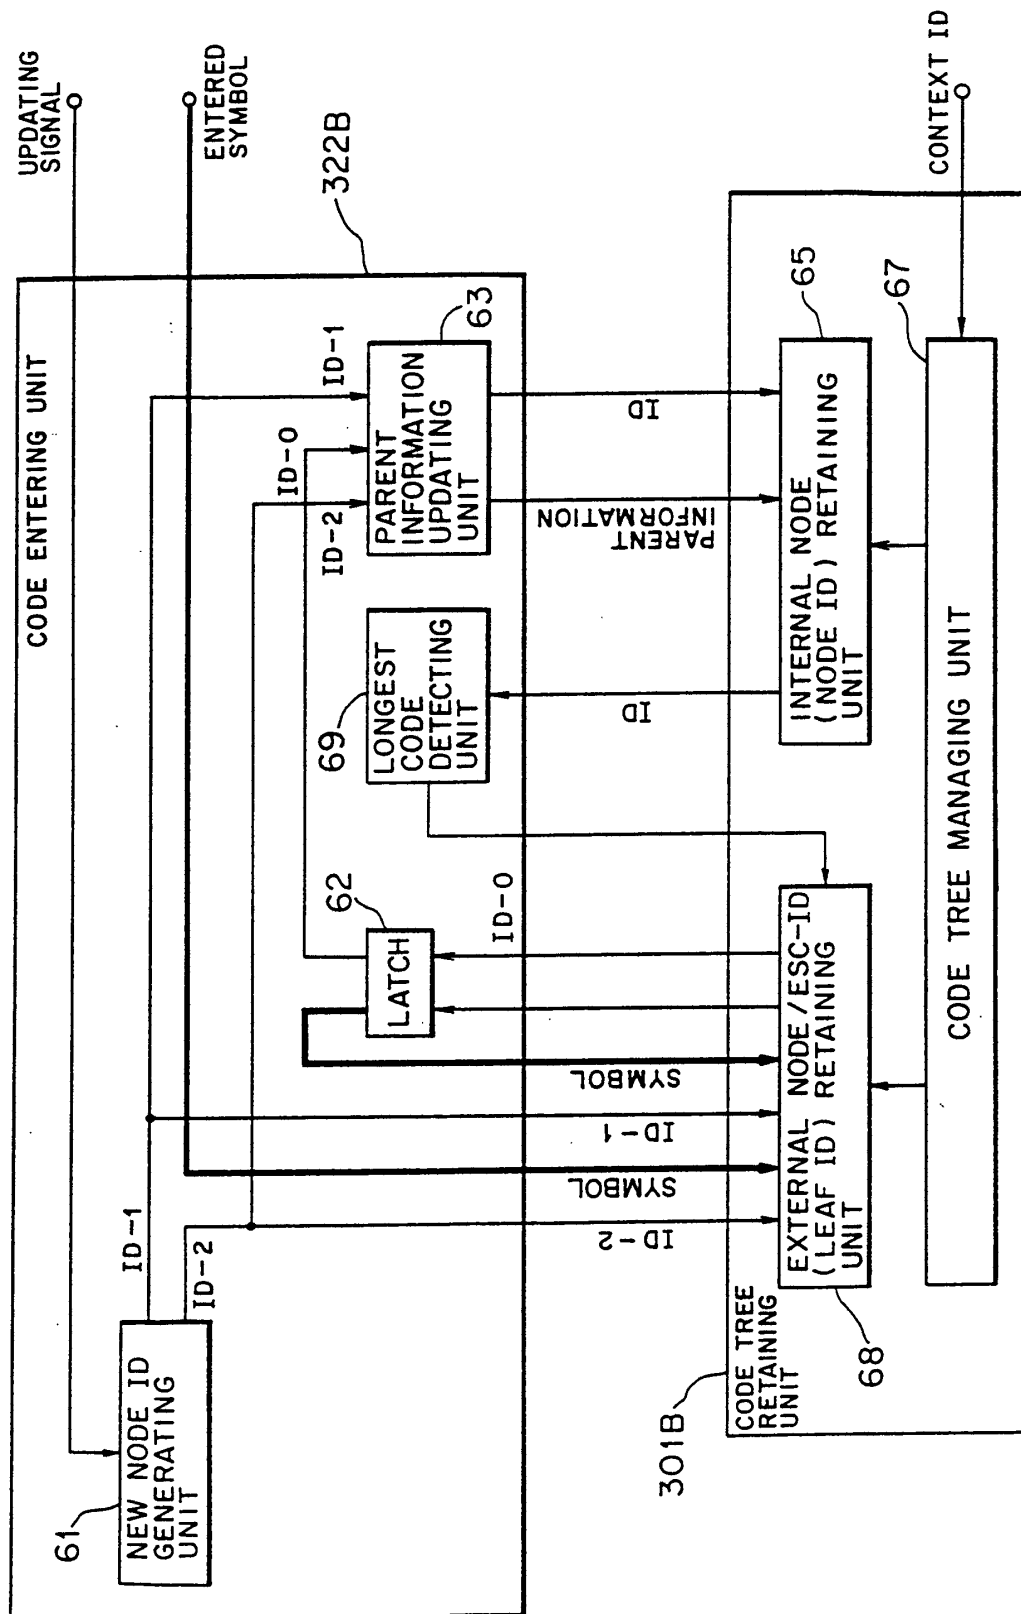 UPDATING
SIGNAL
ENTERED
SYMBOL
CODE ENTERING UNIT
322B
61
NEW NODE ID
GENERATING
UNIT
ID-1
ID-2
ID-1
ID-0
ID-2
63
PARENT
INFORMATION
UPDATING
UNIT
69
LONGEST
CODE
DETECTING
UNIT
62
LATCH
ID-0
ID-2
SYMBOL
ID-1
SYMBOL
ID
PARENT
INFORMATION
ID
CONTEXT ID
301B
CODE TREE
RETAINING
UNIT
68
EXTERNAL NODE/ESC-ID
(LEAF ID) RETAINING
UNIT
65
INTERNAL NODE
(NODE ID) RETAINING
UNIT
67
CODE TREE MANAGING UNIT